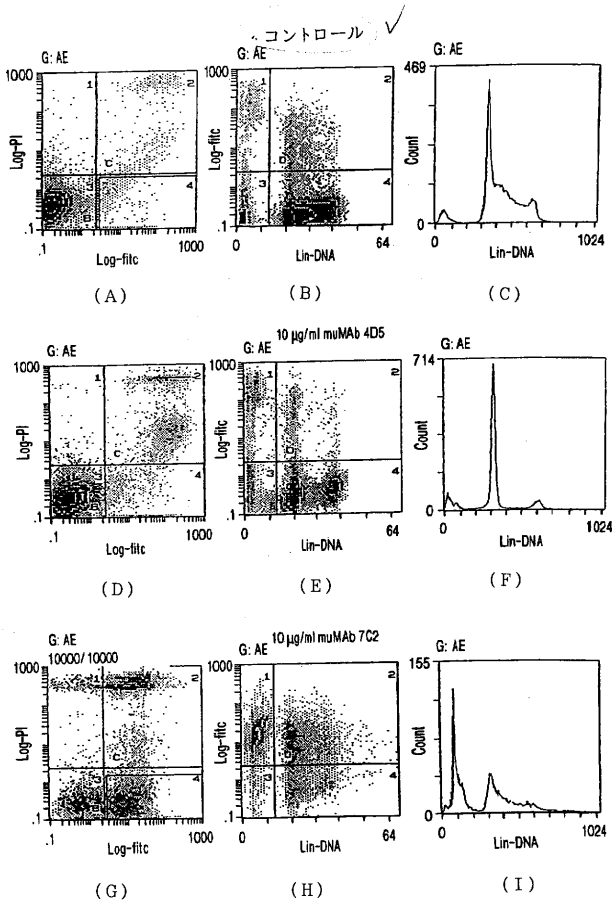 コントロール ✓
G: AE
1000
Log-PI
.1
1
2
C
3
4
B
Log-fitc
1000
(A)
G: AE
1000
Log-fitc
.1
1
2
D
3
4
0
Lin-DNA
64
(B)
G: AE
469
Count
0
0
Lin-DNA
1024
(C)
10 µg/ml muMAb 4D5
G: AE
1000
Log-PI
.1
1
2
C
3
4
B
.1
Log-fitc
1000
(D)
G: AE
1000
Log-fitc
.1
1
2
D
3
4
0
Lin-DNA
64
(E)
G: AE
714
Count
0
0
Lin-DNA
1024
(F)
10 µg/ml muMAb 7C2
G: AE
10000/10000
1000
Log-PI
.1
1
2
C
3
4
.1
Log-fitc
1000
(G)
G: AE
1000
Log-fitc
.1
1
2
3
4
0
Lin-DNA
64
(H)
G: AE
155
Count
0
0
Lin-DNA
1024
(I)